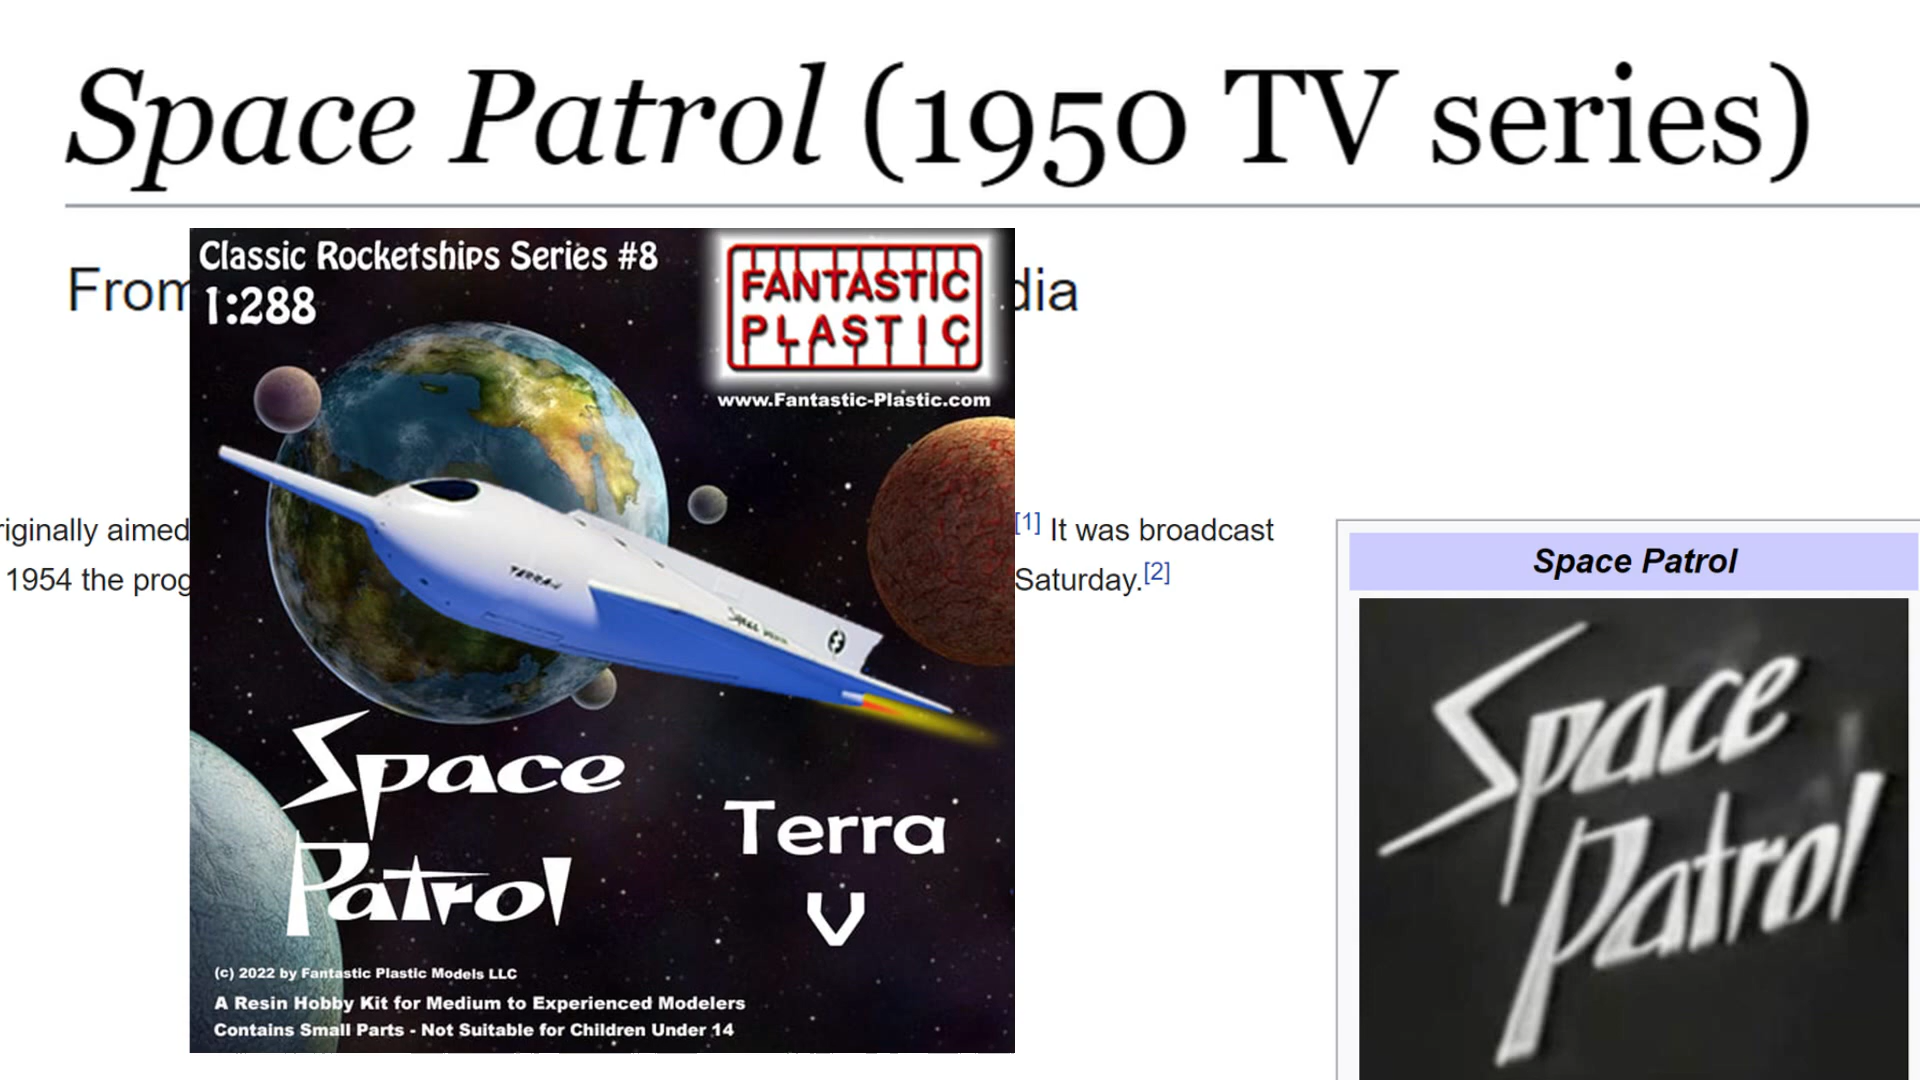 Space Patrol (1950 TV series)
From
dia
Classic Rocketships Series #8
1:288
FANTASTIC
PLASTIC
www.Fantastic-Plastic.com
riginally aimed
[1] It was broadcast
1954 the prog
Saturday.[2]
TERRA-V
Space
Patrol
Terra
V
(c) 2022 by Fantastic Plastic Models LLC
A Resin Hobby Kit for Medium to Experienced Modelers
Contains Small Parts - Not Suitable for Children Under 14
Space Patrol
Space
Patrol